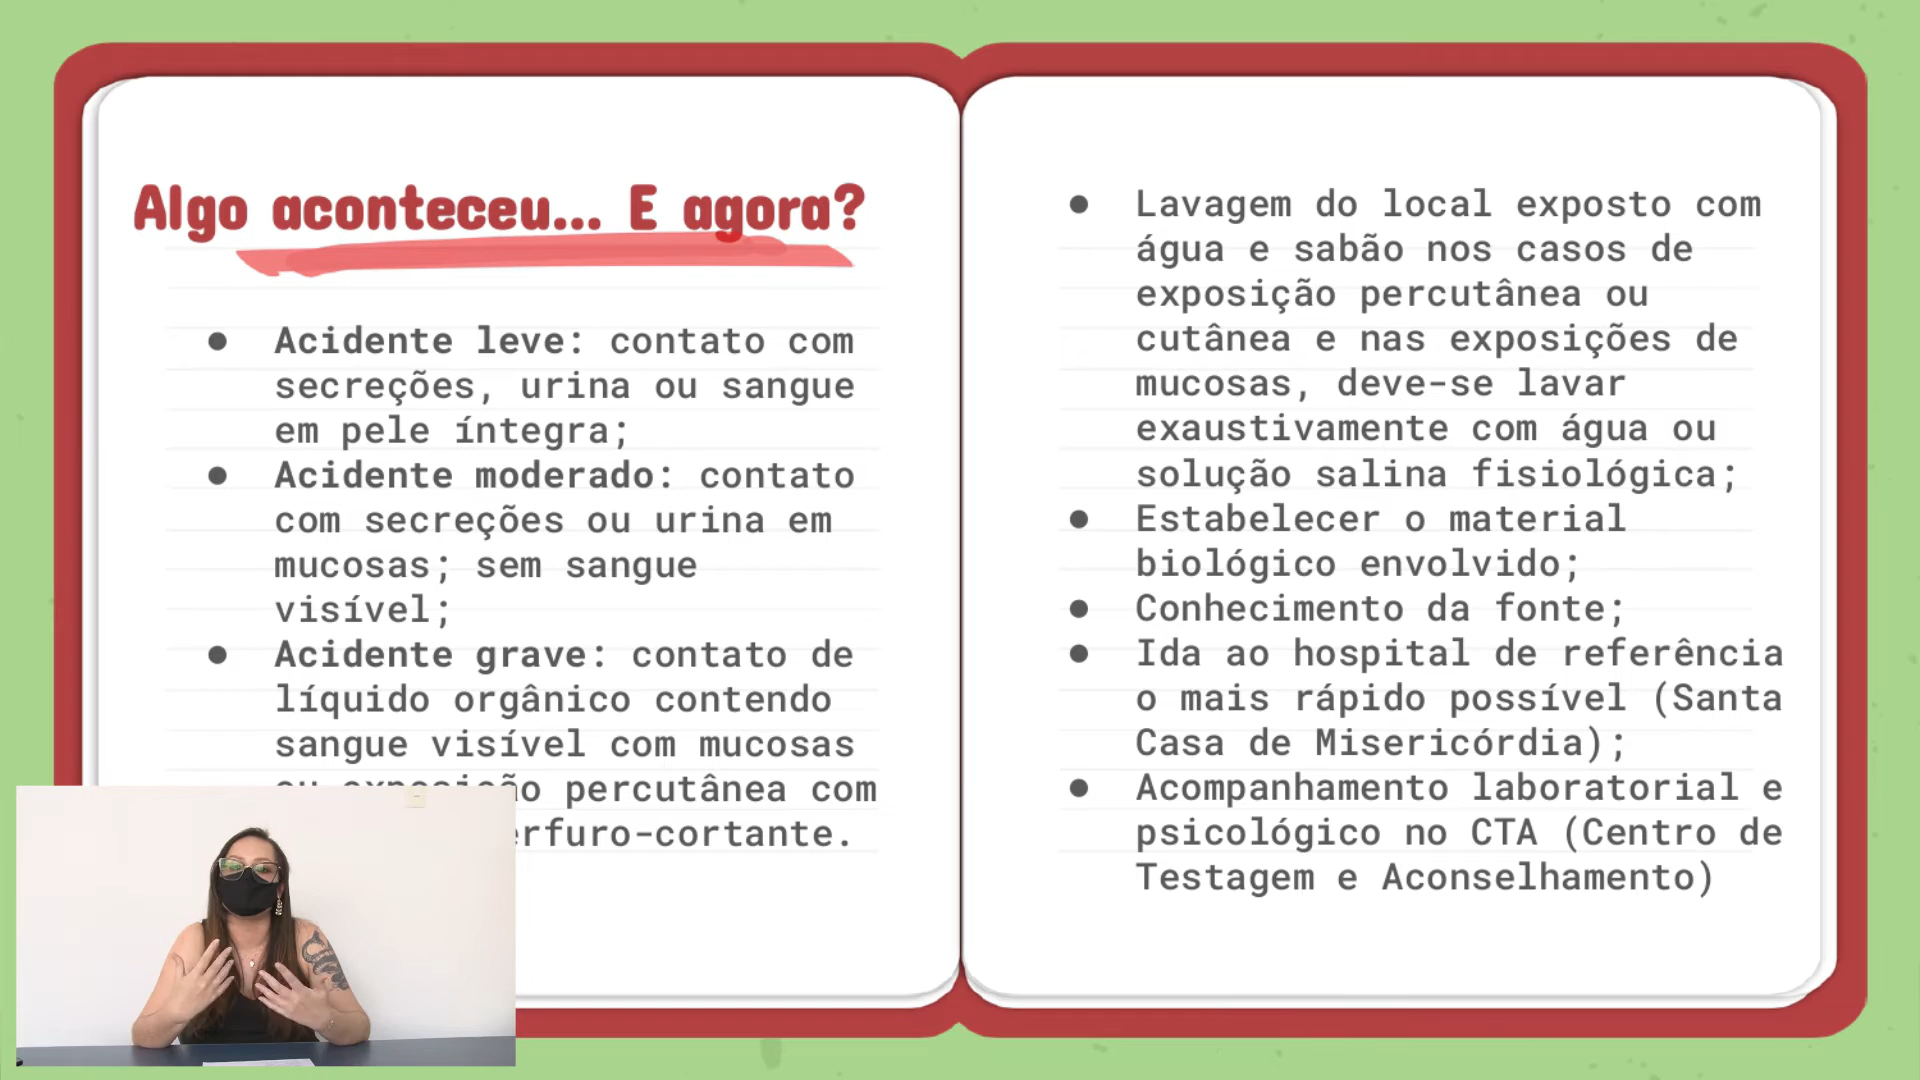 Algo aconteceu... E agora?
● Acidente leve: contato com
secreções, urina ou sangue
em pele íntegra;
● Acidente moderado: contato
com secreções ou urina em
mucosas; sem sangue
visível;
● Acidente grave: contato de
líquido orgânico contendo
sangue visível com mucosas
ou exposição percutânea com
erfuro-cortante.
● Lavagem do local exposto com
água e sabão nos casos de
exposição percutânea ou
cutânea e nas exposições de
mucosas, deve-se lavar
exaustivamente com água ou
solução salina fisiológica;
● Estabelecer o material
biológico envolvido;
● Conhecimento da fonte;
● Ida ao hospital de referência
o mais rápido possível (Santa
Casa de Misericórdia);
● Acompanhamento laboratorial e
psicológico no CTA (Centro de
Testagem e Aconselhamento)